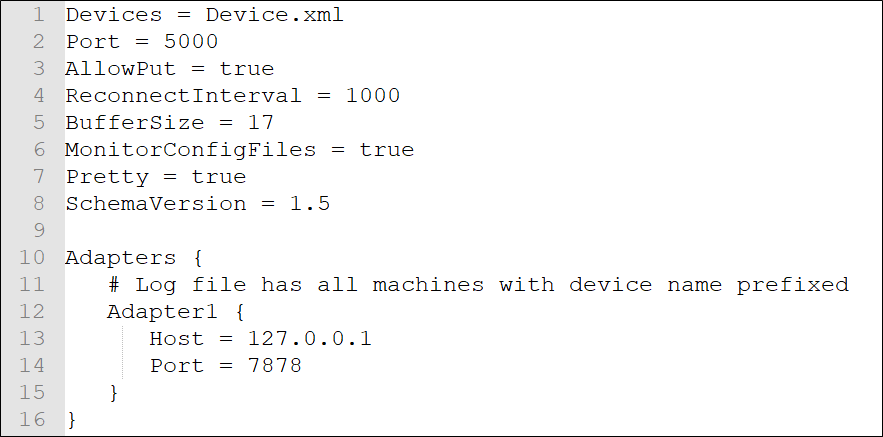 1 Devices = Device.xml
2 Port = 5000
3 AllowPut = true
4 ReconnectInterval = 1000
5 BufferSize = 17
6 MonitorConfigFiles = true
7 Pretty = true
8 SchemaVersion = 1.5
9
10 Adapters {
11    # Log file has all machines with device name prefixed
12    Adapter1 {
13       Host = 127.0.0.1
14       Port = 7878
15    }
16 }